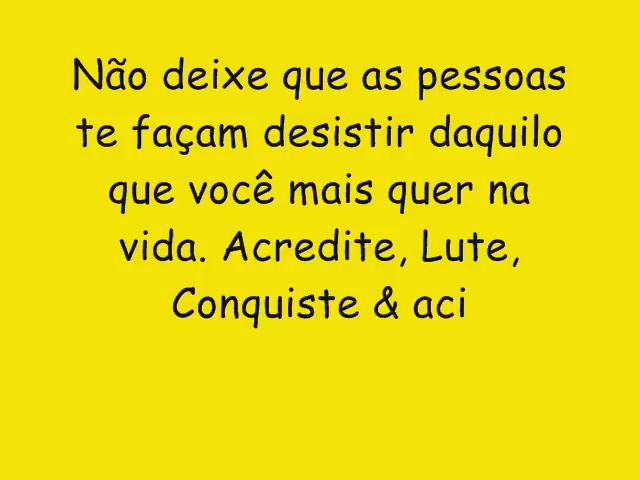 Não deixe que as pessoas
te façam desistir daquilo
que você mais quer na
vida. Acredite, Lute,
Conquiste & aci